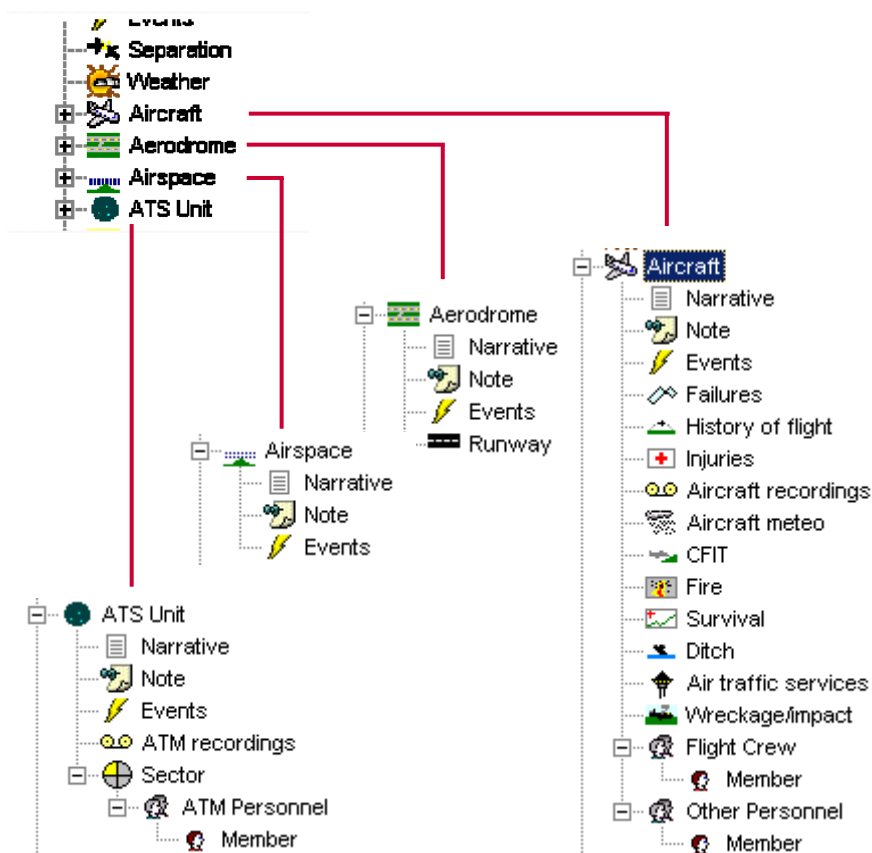 Events
Separation
Weather
Aircraft
Aerodrome
Airspace
ATS Unit
Aircraft
Narrative
Note
Events
Failures
History of flight
Injuries
Aircraft recordings
Aircraft meteo
CFIT
Fire
Survival
Ditch
Air traffic services
Wreckage/impact
Flight Crew
Member
Other Personnel
Member
Aerodrome
Narrative
Note
Events
Runway
Airspace
Narrative
Note
Events
ATS Unit
Narrative
Note
Events
ATM recordings
Sector
ATM Personnel
Member